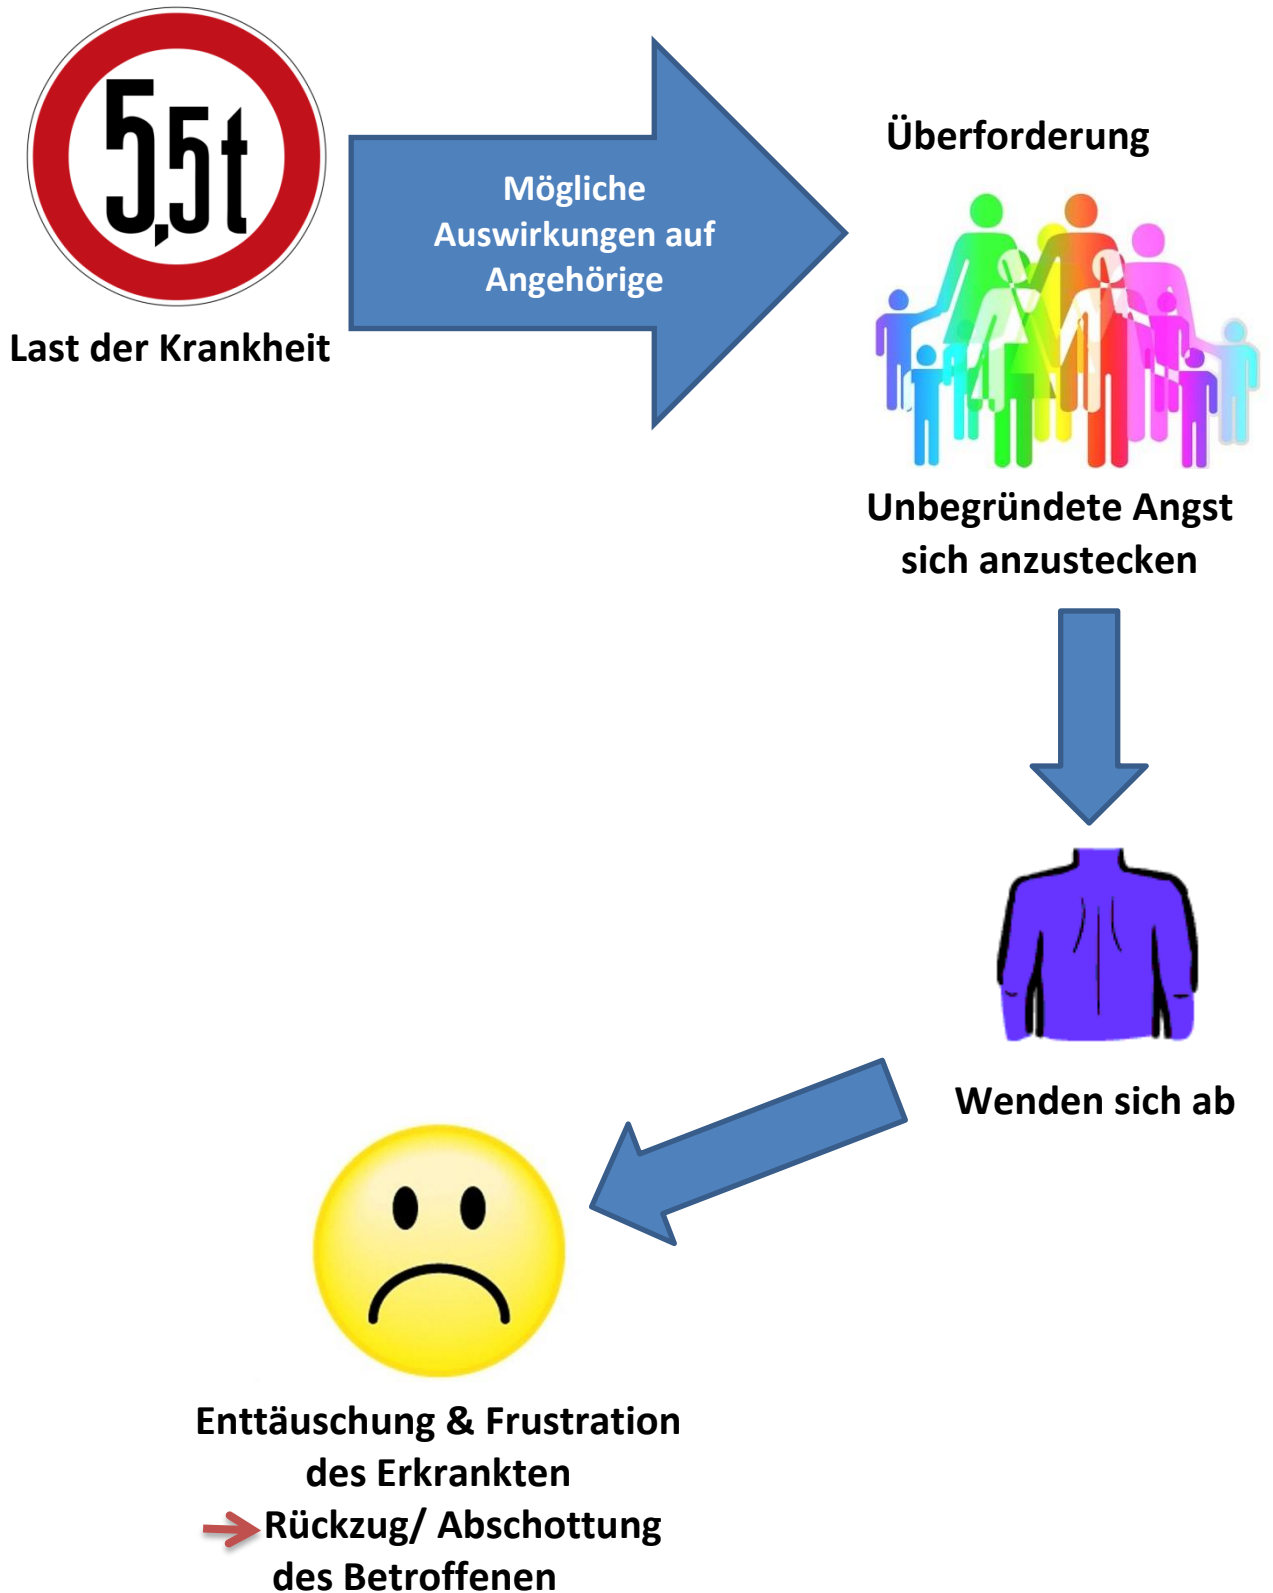 5,5t
Last der Krankheit
Mögliche
Auswirkungen auf
Angehörige
Überforderung
Unbegründete Angst
sich anzustecken
Wenden sich ab
Enttäuschung & Frustration
des Erkrankten
Rückzug/ Abschottung
des Betroffenen